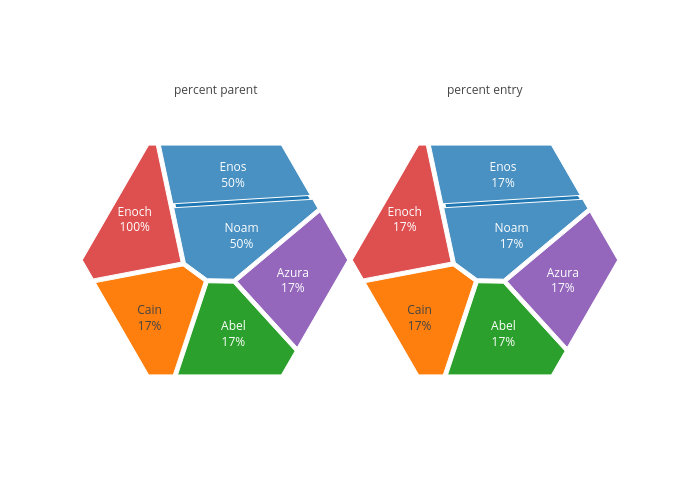 percent parent
Enos
50%
Enoch
100%
Noam
50%
Azura
17%
Cain
17%
Abel
17%
percent entry
Enos
17%
Enoch
17%
Noam
17%
Azura
17%
Cain
17%
Abel
17%